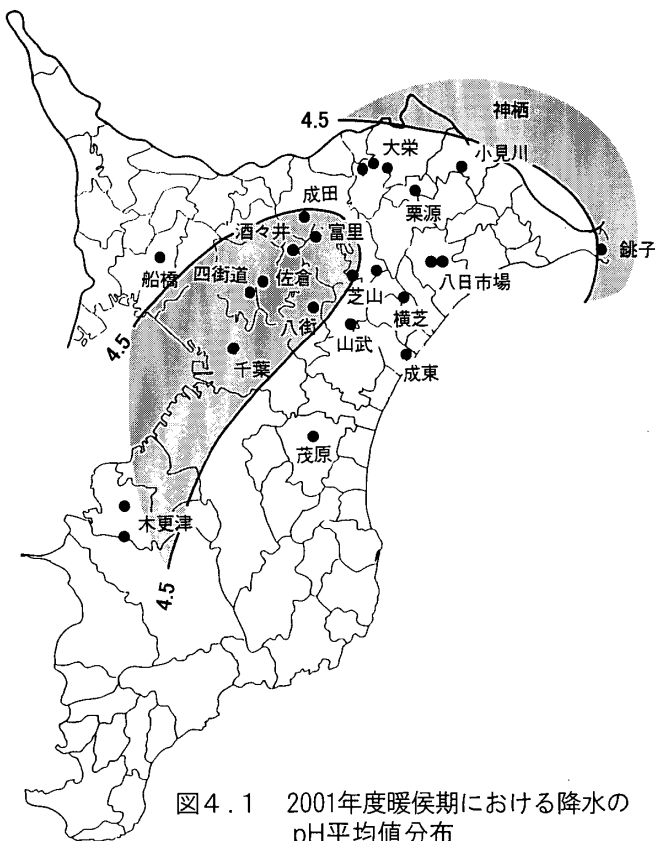 神栖
4.5
大栄
小見川
成田
栗源
酒々井
富里
銚子
船橋
四街道
佐倉
芝山
八日市場
八街
横芝
4.5
山武
千葉
成東
茂原
木更津
4.5
図4.1 2001年度暖侯期における降水の
pH平均値分布